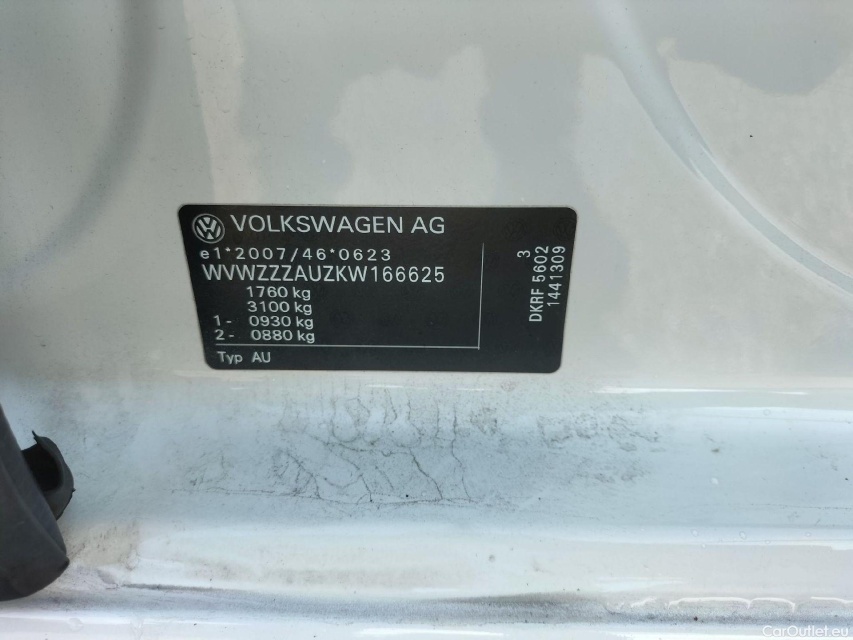 VOLKSWAGEN AG
e1*2007/46*0623
WVWZZZAUZKW166625
1760 kg
3100 kg
1- 0930 kg
2- 0880 kg
Typ AU
3
DKRF 5602
1441309
CarOutlet.eu